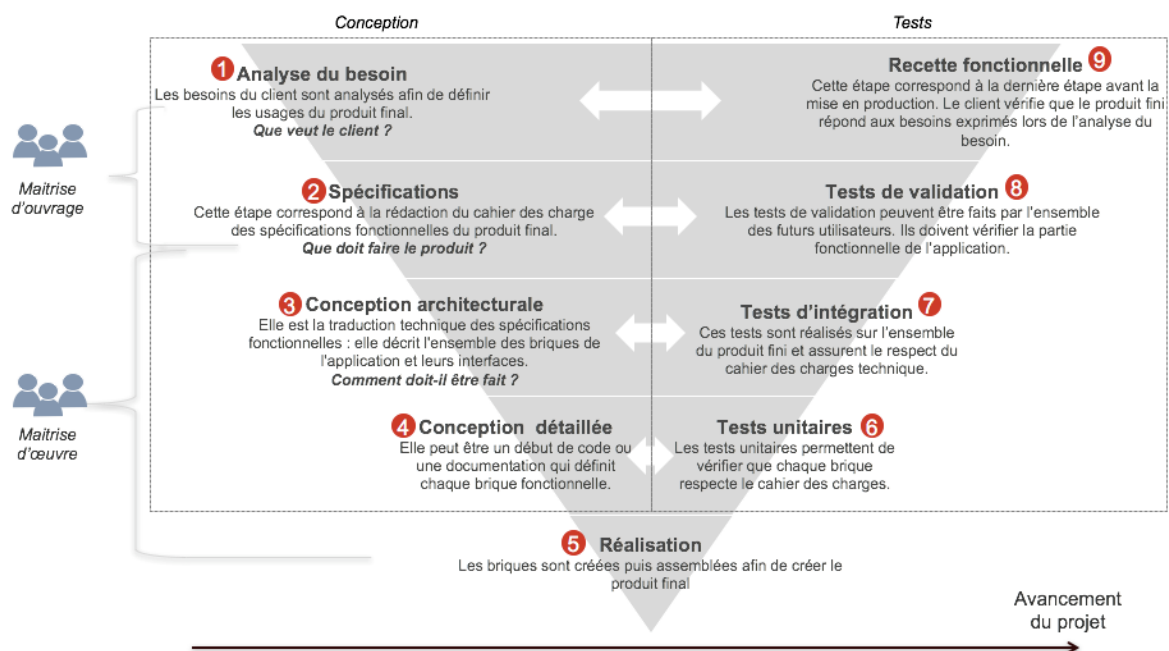 Conception
Tests
1 Analyse du besoin
Les besoins du client sont analysés afin de définir
les usages du produit final.
Que veut le client ?
Recette fonctionnelle 9
Cette étape correspond à la dernière étape avant la
mise en production. Le client vérifie que le produit fini
répond aux besoins exprimés lors de l'analyse du
besoin.
Maitrise
d'ouvrage
2 Spécifications
Cette étape correspond à la rédaction du cahier des charge
des spécifications fonctionnelles du produit final.
Que doit faire le produit ?
Tests de validation 8
Les tests de validation peuvent être faits par l'ensemble
des futurs utilisateurs. Ils doivent vérifier la partie
fonctionnelle de l'application.
3 Conception architecturale
Elle est la traduction technique des spécifications
fonctionnelles : elle décrit l'ensemble des briques de
l'application et leurs interfaces.
Comment doit-il être fait ?
Tests d'intégration 7
Ces tests sont réalisés sur l'ensemble
du produit fini et assurent le respect du
cahier des charges technique.
Maitrise
d'œuvre
4 Conception détaillée
Elle peut être un début de code ou
une documentation qui définit
chaque brique fonctionnelle.
Tests unitaires 6
Les tests unitaires permettent de
vérifier que chaque brique
respecte le cahier des charges.
5 Réalisation
Les briques sont créées puis assemblées afin de créer le
produit final
Avancement
du projet